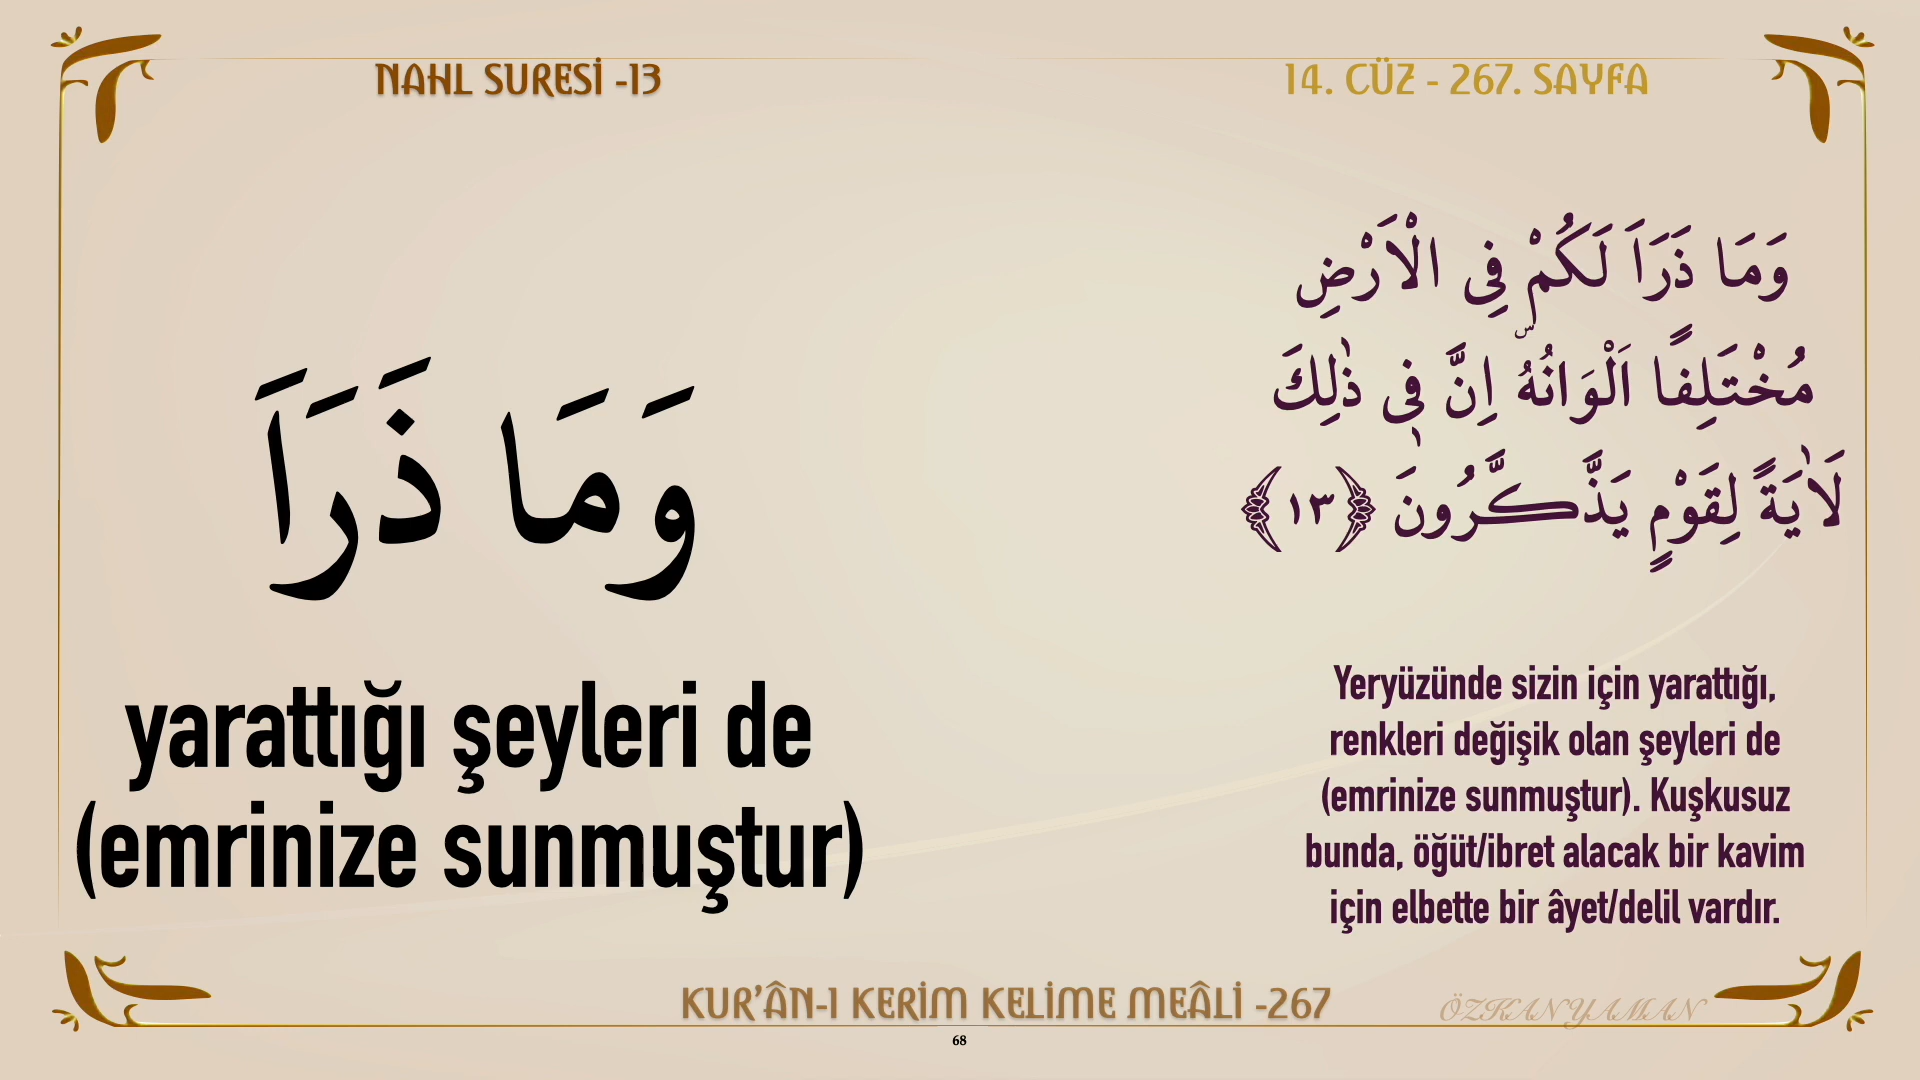 NAHL SURESİ -13
14. CÜZ - 267. SAYFA
وَمَا ذَرَاَ
yarattığı şeyleri de
(emrinize sunmuştur)
وَمَا ذَرَاَ لَكُمْ فِى الْاَرْضِ
مُخْتَلِفًا اَلْوَانُهُۜ اِنَّ فٖى ذٰلِكَ
لَاٰيَةً لِقَوْمٍ يَذَّكَّرُونَ ﴿١٣﴾
Yeryüzünde sizin için yarattığı,
renkleri değişik olan şeyleri de
(emrinize sunmuştur). Kuşkusuz
bunda, öğüt/ibret alacak bir kavim
için elbette bir âyet/delil vardır.
KUR’ÂN-I KERİM KELİME MEÂLİ -267
ÖZKAN YAMAN
68